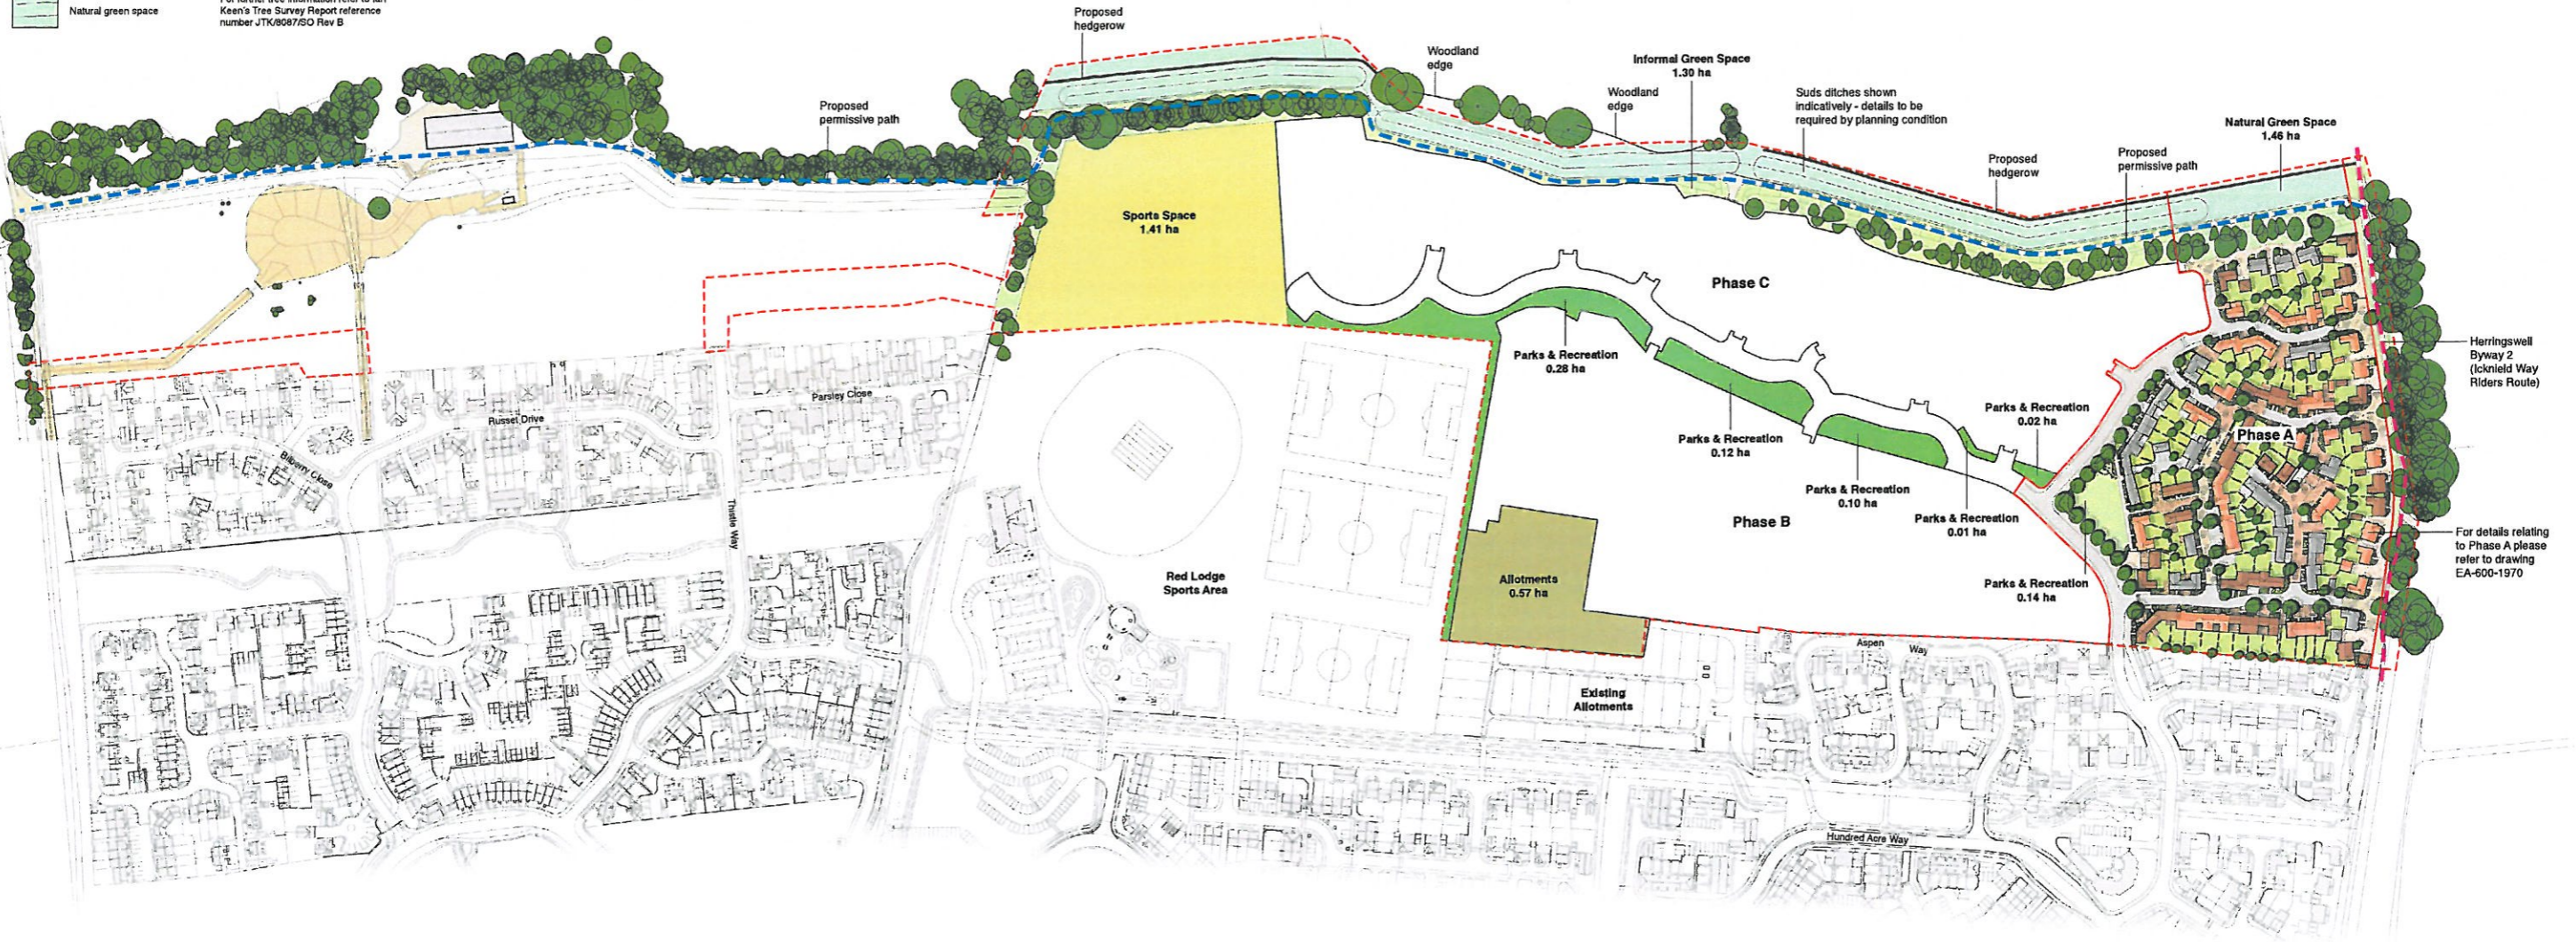 Natural green space
Keen's Tree Survey Report reference
number JTK/8087/SO Rev B
Proposed
hedgerow
Woodland
edge
Informal Green Space
1.30 ha
Woodland
edge
Suds ditches shown
indicatively - details to be
required by planning condition
Natural Green Space
1.46 ha
Proposed
permissive path
Proposed
hedgerow
Proposed
permissive path
Sports Space
1.41 ha
Phase C
Herringswell
Byway 2
(Icknield Way
Riders Route)
Parks & Recreation
0.28 ha
Parsley Close
Russet Drive
Bilberry Close
Parks & Recreation
0.12 ha
Parks & Recreation
0.02 ha
Phase A
Parks & Recreation
0.10 ha
Parks & Recreation
0.01 ha
Phase B
Thistle Way
For details relating
to Phase A please
refer to drawing
EA-600-1970
Red Lodge
Sports Area
Allotments
0.57 ha
Parks & Recreation
0.14 ha
Aspen Way
Existing
Allotments
Hundred Acre Way